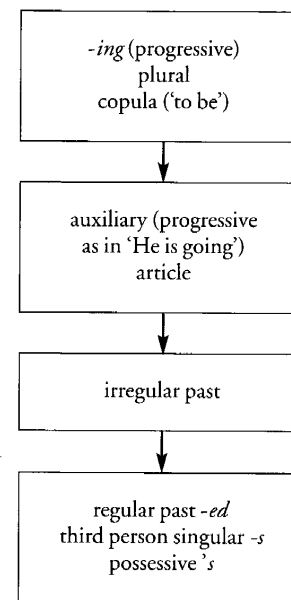 -ing (progressive)
plural
copula (‘to be’)
auxiliary (progressive
as in ‘He is going’)
article
irregular past
regular past -ed
third person singular -s
possessive ’s